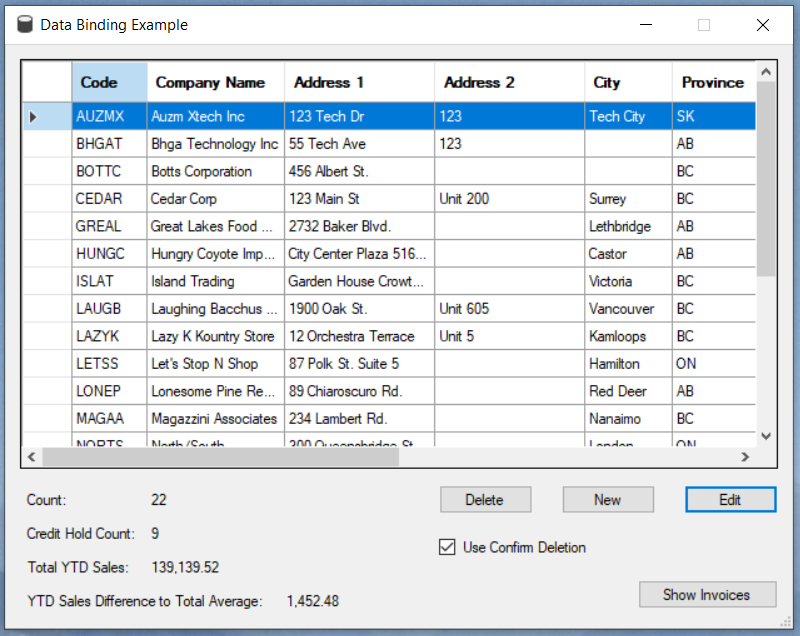 Data Binding Example
Code Company Name Address 1 Address 2 City Province
AUZMX Auzm Xtech Inc 123 Tech Dr 123 Tech City SK
BHGAT Bhga Technology Inc 55 Tech Ave 123 AB
BOTTC Botts Corporation 456 Albert St. BC
CEDAR Cedar Corp 123 Main St Unit 200 Surrey BC
GREAL Great Lakes Food ... 2732 Baker Blvd. Lethbridge AB
HUNGC Hungry Coyote Imp... City Center Plaza 516... Castor AB
ISLAT Island Trading Garden House Crowt... Victoria BC
LAUGB Laughing Bacchus ... 1900 Oak St. Unit 605 Vancouver BC
LAZYK Lazy K Kountry Store 12 Orchestra Terrace Unit 5 Kamloops BC
LETSS Let's Stop N Shop 87 Polk St. Suite 5 Hamilton ON
LONEP Lonesome Pine Re... 89 Chiaroscuro Rd. Red Deer AB
MAGAA Magazzini Associates 234 Lambert Rd. Nanaimo BC
NORTS North/South 300 Queensbridge St London ON
Count: 22 Delete New Edit
Credit Hold Count: 9 Use Confirm Deletion
Total YTD Sales: 139,139.52
YTD Sales Difference to Total Average: 1,452.48 Show Invoices